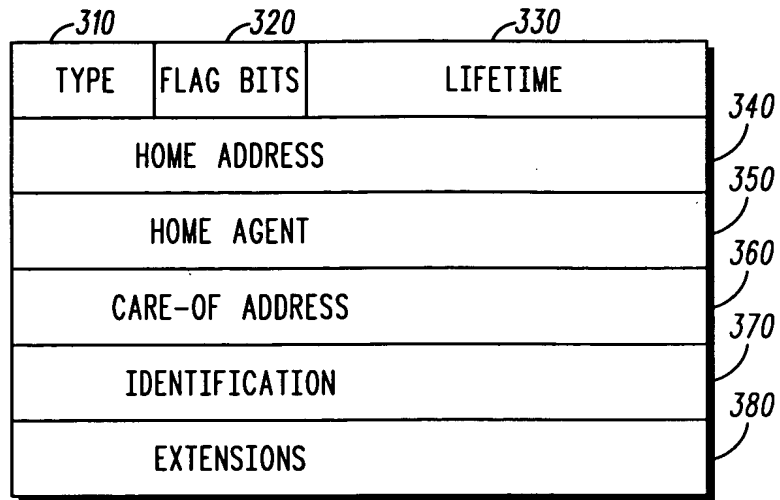 310 320 330
TYPE FLAG BITS LIFETIME
340
HOME ADDRESS
350
HOME AGENT
360
CARE-OF ADDRESS
370
IDENTIFICATION
380
EXTENSIONS